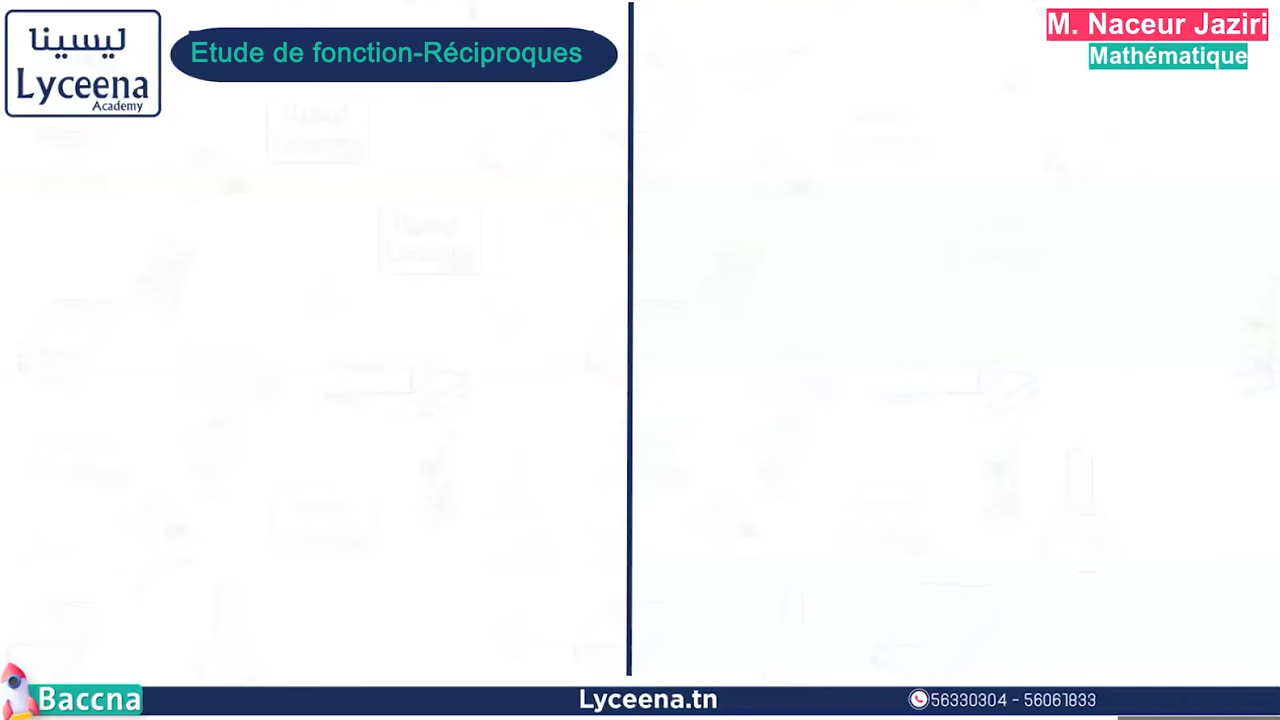 ليسينا
Lyceena
Academy
Etude de fonction-Réciproques
M. Naceur Jaziri
Mathématique
Baccna
Lyceena.tn
56330304 - 56061833